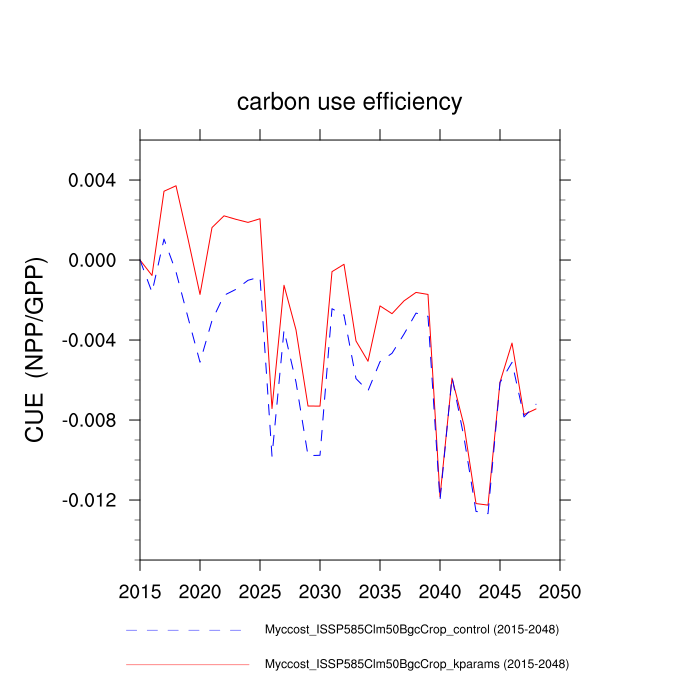 carbon use efficiency
CUE (NPP/GPP)
0.004
0.000
-0.004
-0.008
-0.012
2015 2020 2025 2030 2035 2040 2045 2050
Myccost_ISSP585Clm50BgcCrop_control (2015-2048)
Myccost_ISSP585Clm50BgcCrop_kparams (2015-2048)